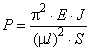 P = π² · E · J / (μl)² · S